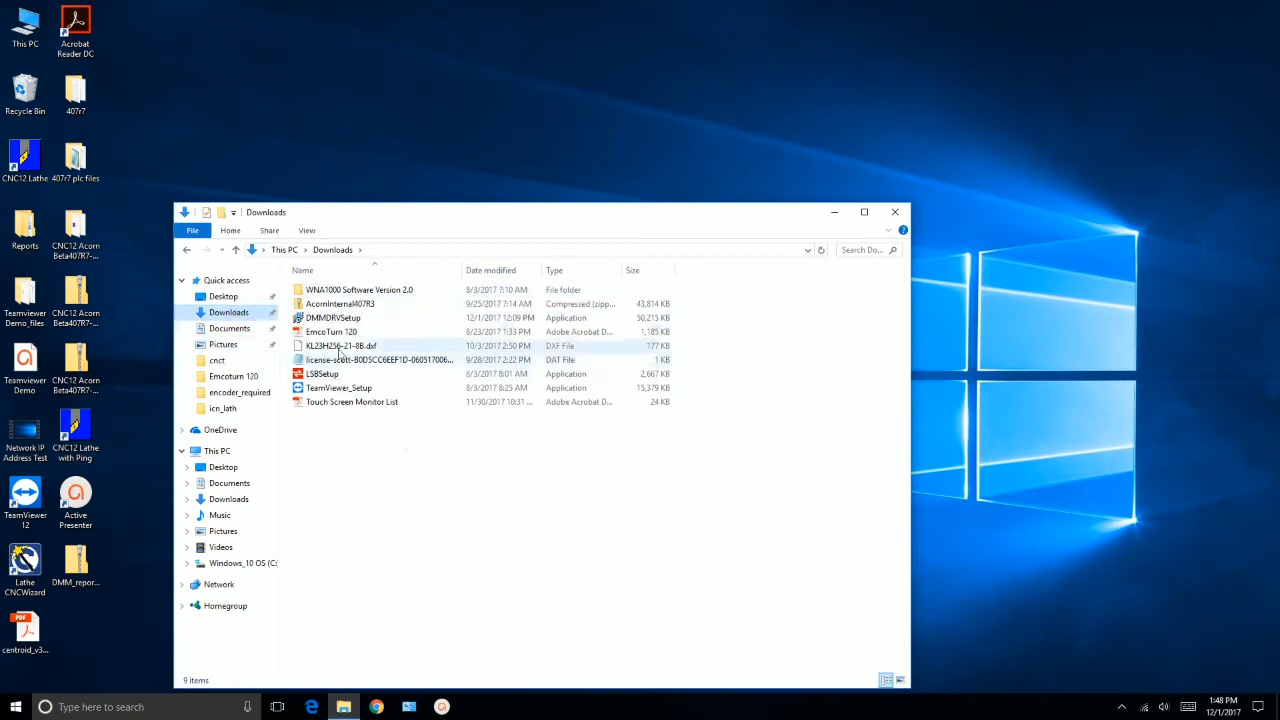 This PC
Acrobat
Reader DC
Recycle Bin
407r7
CNC12 Lathe
407r7 plc files
Reports
CNC12 Acorn
Beta407R7-...
Teamviewer
Demo_files
CNC12 Acorn
Beta407R7...
Teamviewer
Demo
CNC12 Acorn
Beta407R7...
Network IP
Address Test
CNC12 Lathe
with Ping
TeamViewer
12
Active
Presenter
Lathe
CNCWizard
DMM_repor...
PDF
centroid_v3...
Downloads
File
Home
Share
View
This PC
Downloads
Search Do...
Name
Date modified
Type
Size
WNA1000 Software Version 2.0
8/3/2017 7:10 AM
File folder
AcornInternal407R3
9/25/2017 7:14 AM
Compressed (zipp...
43,814 KB
DMMDRVSetup
12/1/2017 12:09 PM
Application
50,215 KB
EmcoTurn 120
8/23/2017 1:33 PM
Adobe Acrobat D...
1,185 KB
KL23H256-21-8B.dxf
10/3/2017 2:50 PM
DXF File
177 KB
license-scott-B0D5CC6EEF1D-060517006...
9/28/2017 2:22 PM
DAT File
1 KB
LSBSetup
8/3/2017 8:01 AM
Application
2,667 KB
TeamViewer_Setup
8/3/2017 8:25 AM
Application
15,379 KB
Touch Screen Monitor List
11/30/2017 10:31 ...
Adobe Acrobat D...
24 KB
Quick access
Desktop
Downloads
Documents
Pictures
cnct
Emcoturn 120
encoder_required
icn_lath
OneDrive
This PC
Desktop
Documents
Downloads
Music
Pictures
Videos
Windows_10 OS (C:
Network
Homegroup
9 items
Type here to search
1:48 PM
12/1/2017